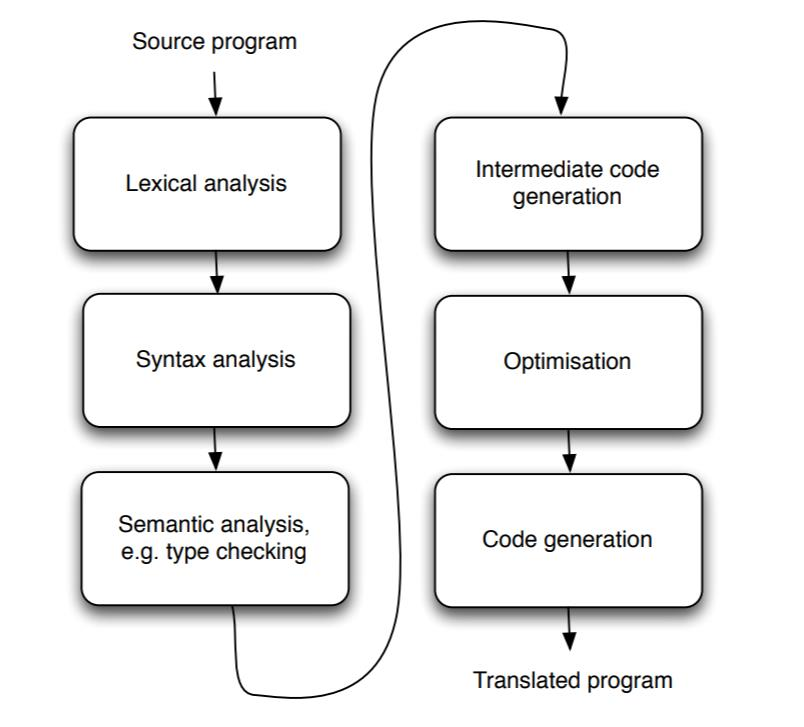 Source program
Lexical analysis
Syntax analysis
Semantic analysis,
e.g. type checking
Intermediate code
generation
Optimisation
Code generation
Translated program